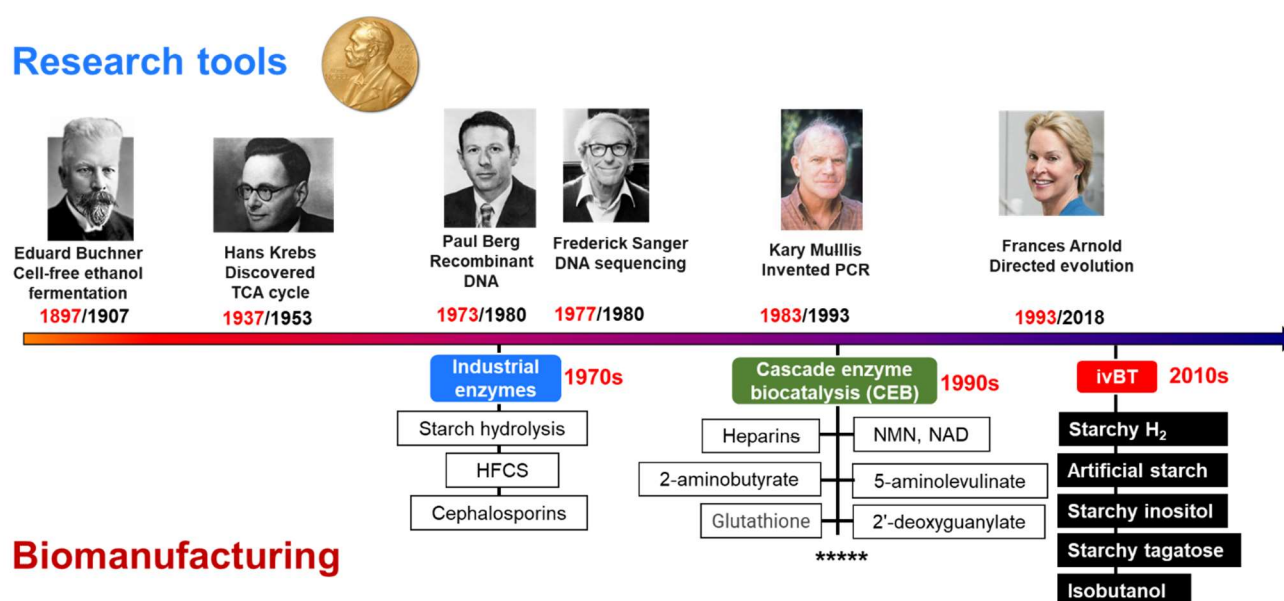 Research tools
Eduard Buchner
Cell-free ethanol
fermentation
1897/1907
Hans Krebs
Discovered
TCA cycle
1937/1953
Paul Berg
Recombinant
DNA
1973/1980
Frederick Sanger
DNA sequencing
1977/1980
Kary Mulllis
Invented PCR
1983/1993
Frances Arnold
Directed evolution
1993/2018
Industrial
enzymes
1970s
Starch hydrolysis
HFCS
Cephalosporins
Cascade enzyme
biocatalysis (CEB)
1990s
Heparins
NMN, NAD
2-aminobutyrate
5-aminolevulinate
Glutathione
2'-deoxyguanylate
*****
ivBT
2010s
Starchy H₂
Artificial starch
Starchy inositol
Starchy tagatose
Isobutanol
Biomanufacturing